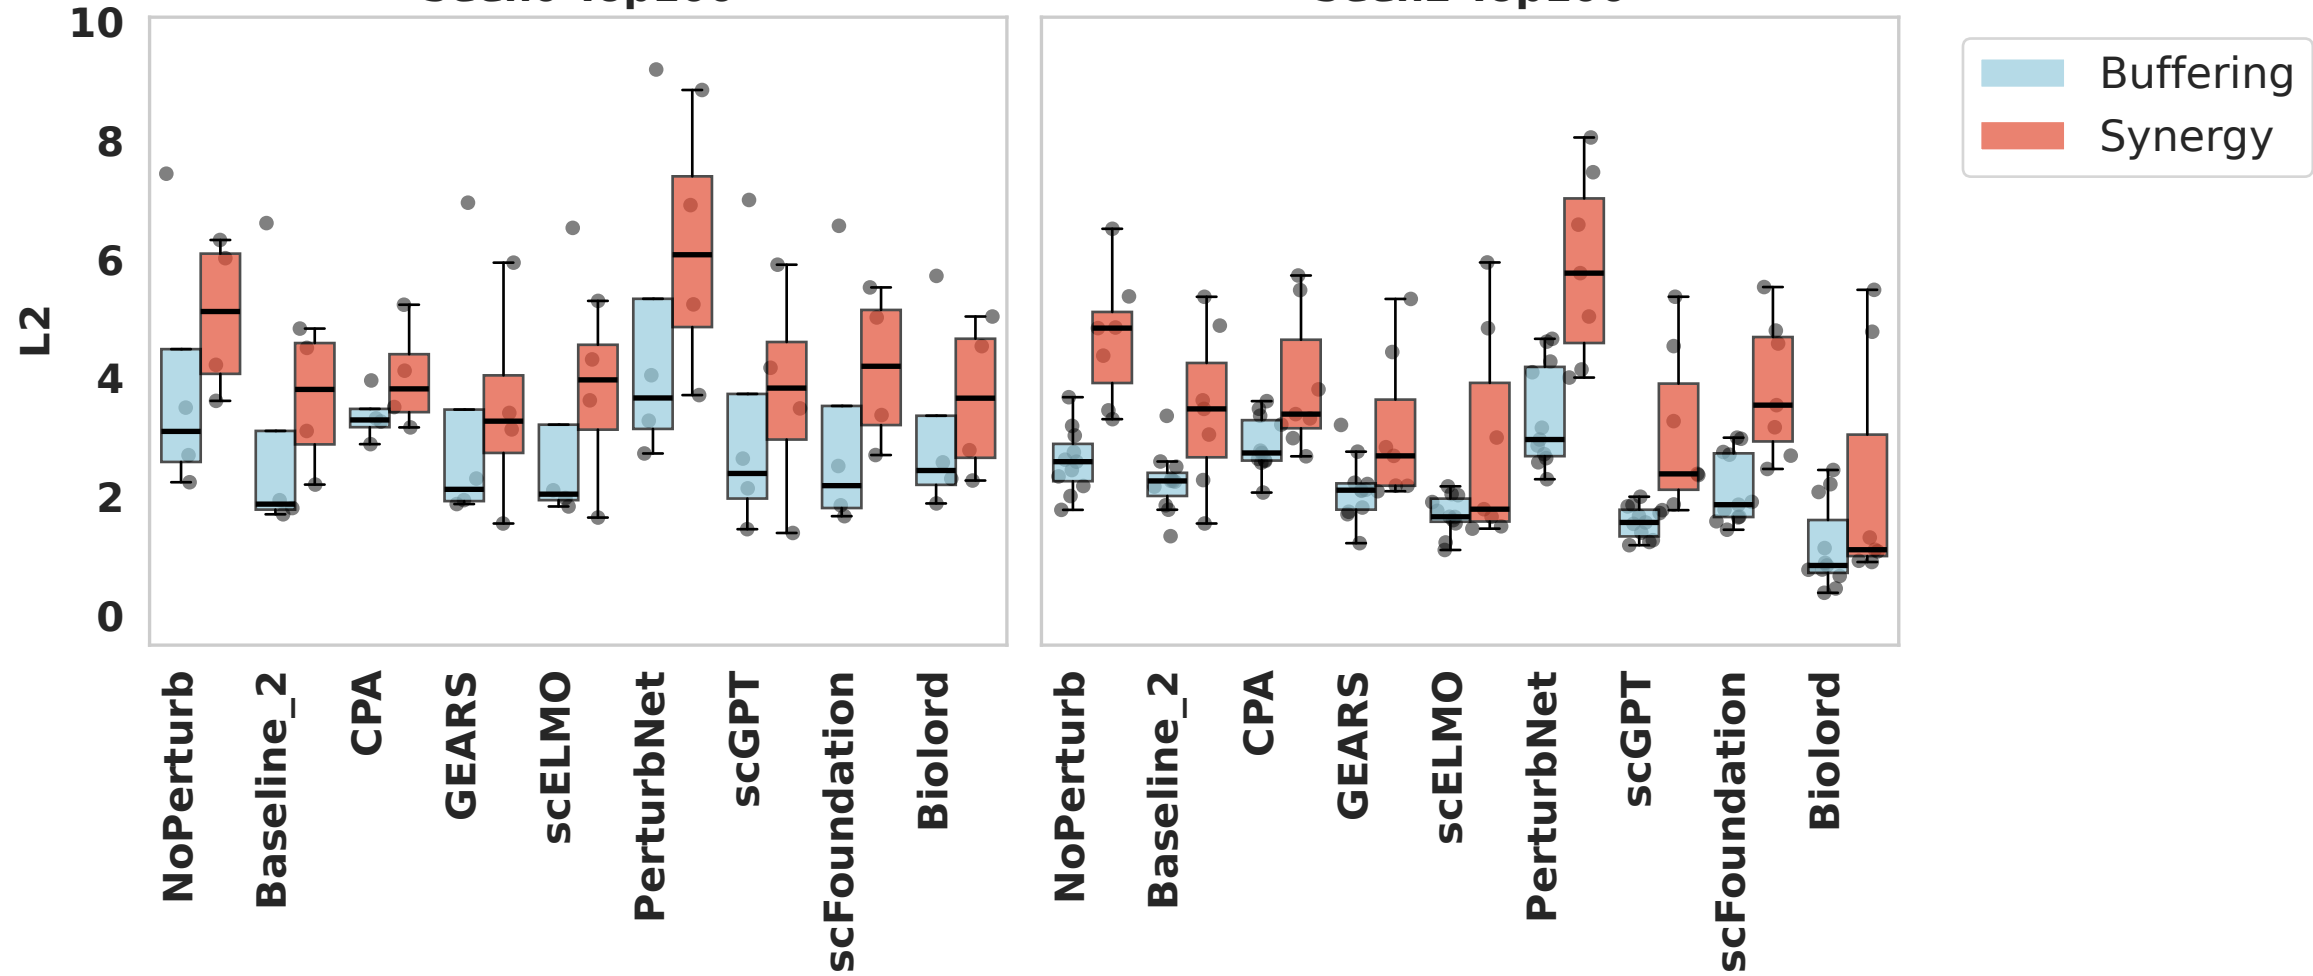 10
8
6
4
2
0
L2
NoPerturb
Baseline_2
CPA
GEARS
scELMO
PerturbNet
scGPT
scFoundation
Biolord
NoPerturb
Baseline_2
CPA
GEARS
scELMO
PerturbNet
scGPT
scFoundation
Biolord
Buffering
Synergy